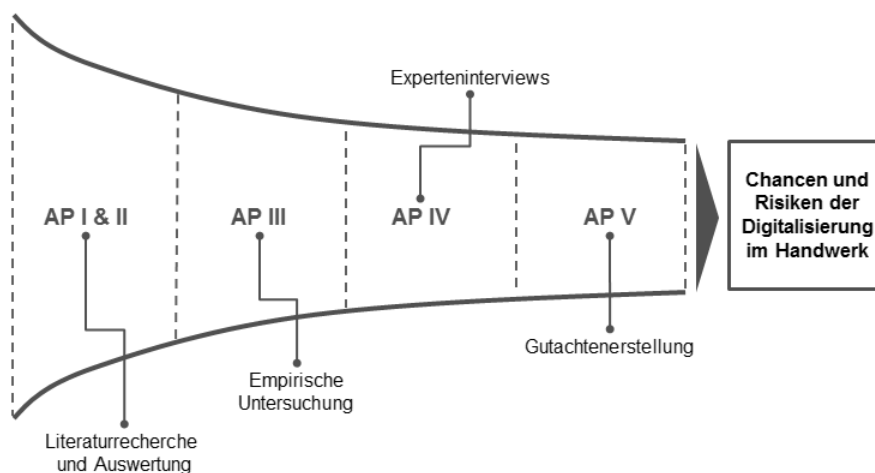 Experteninterviews
AP I & II
AP III
AP IV
AP V
Chancen und
Risiken der
Digitalisierung
im Handwerk
Gutachtenerstellung
Empirische
Untersuchung
Literaturrecherche
und Auswertung